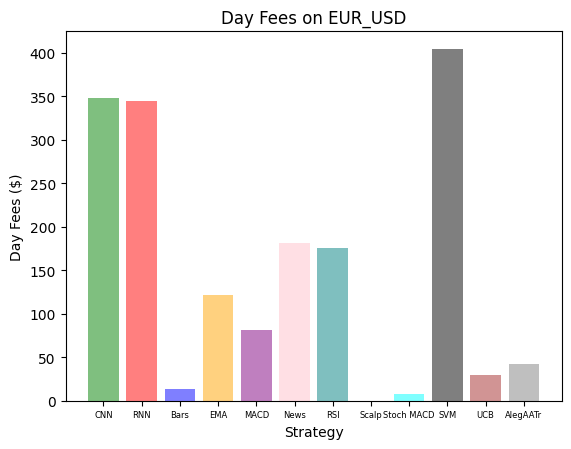 Day Fees on EUR_USD
Day Fees ($)
400
350
300
250
200
150
100
50
0
CNN RNN Bars EMA MACD News RSI Scalp Stoch MACD SVM UCB AlegAATr
Strategy